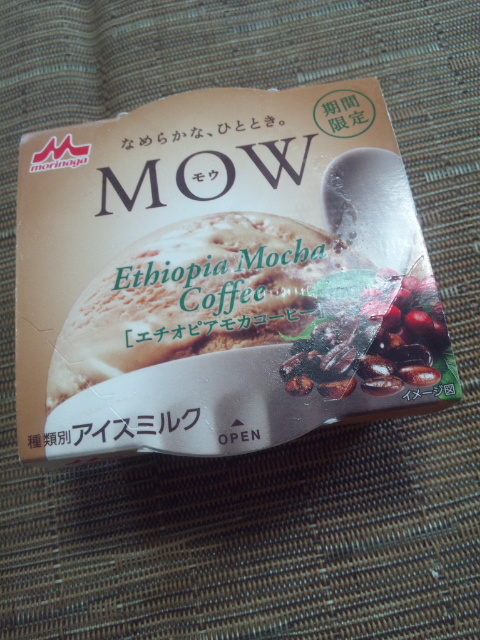 期間
限定
なめらかな、ひととき。
morinaga
MOW
モウ
Ethiopia Mocha
Coffee
[エチオピアモカコーヒー
イメージ図
種類別アイスミルク
OPEN